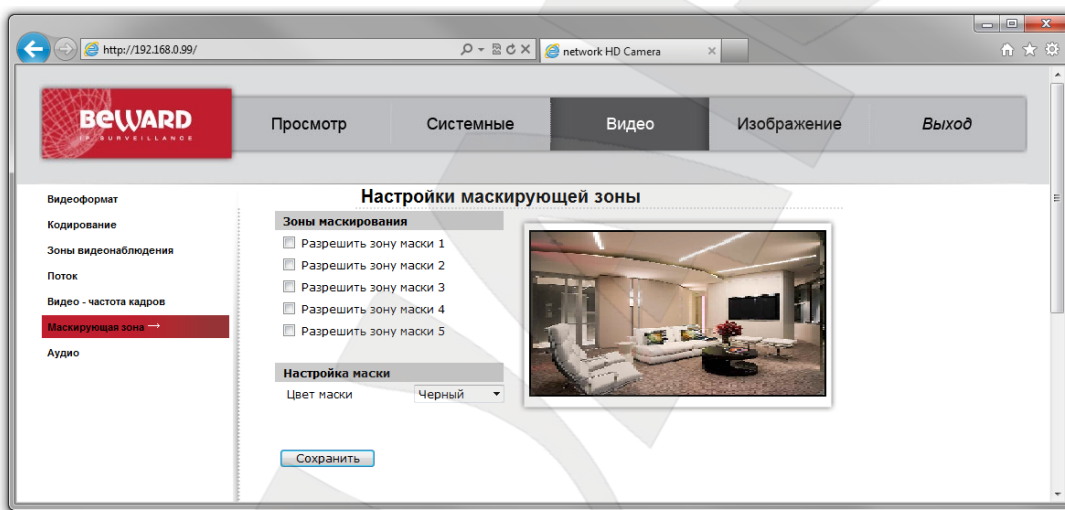 http://192.168.0.99/
network HD Camera
BEWARD
IP SURVEILLANCE
Просмотр
Системные
Видео
Изображение
Выход
Видеоформат
Кодирование
Зоны видеонаблюдения
Поток
Видео - частота кадров
Маскирующая зона →
Аудио
Настройки маскирующей зоны
Зоны маскирования
Разрешить зону маски 1
Разрешить зону маски 2
Разрешить зону маски 3
Разрешить зону маски 4
Разрешить зону маски 5
Настройка маски
Цвет маски Черный
Сохранить